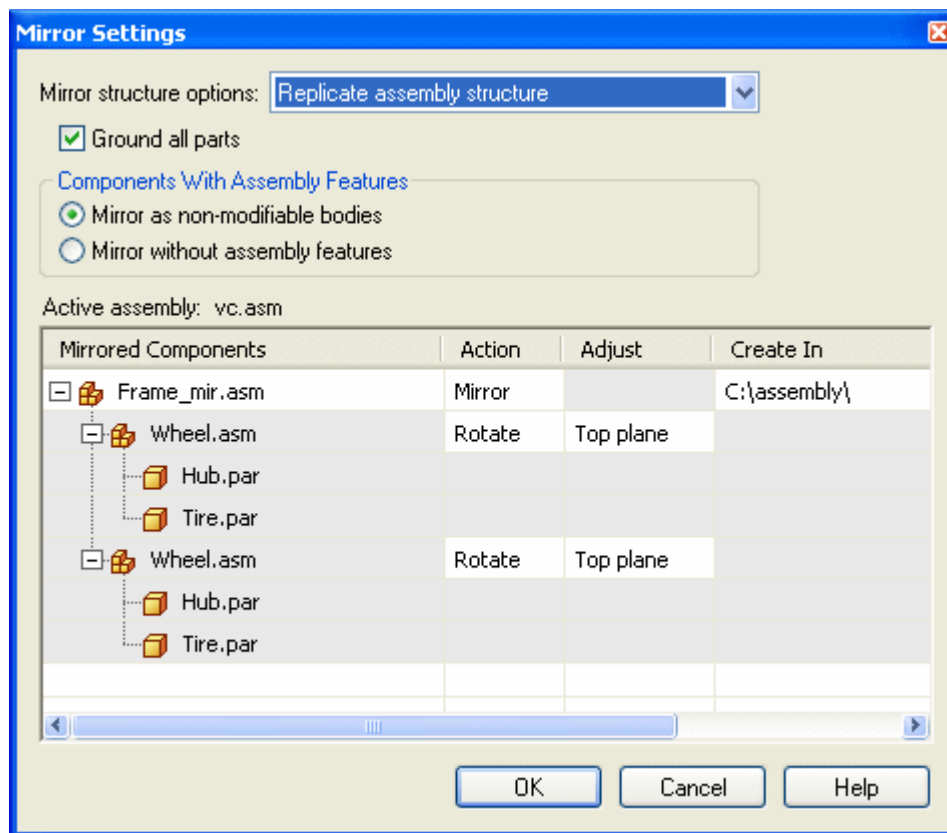 Mirror Settings
Mirror structure options: Replicate assembly structure
Ground all parts
Components With Assembly Features
Mirror as non-modifiable bodies
Mirror without assembly features
Active assembly: vc.asm
Mirrored Components Action Adjust Create In
Frame_mir.asm Mirror C:\assembly\
Wheel.asm Rotate Top plane
Hub.par
Tire.par
Wheel.asm Rotate Top plane
Hub.par
Tire.par
OK Cancel Help